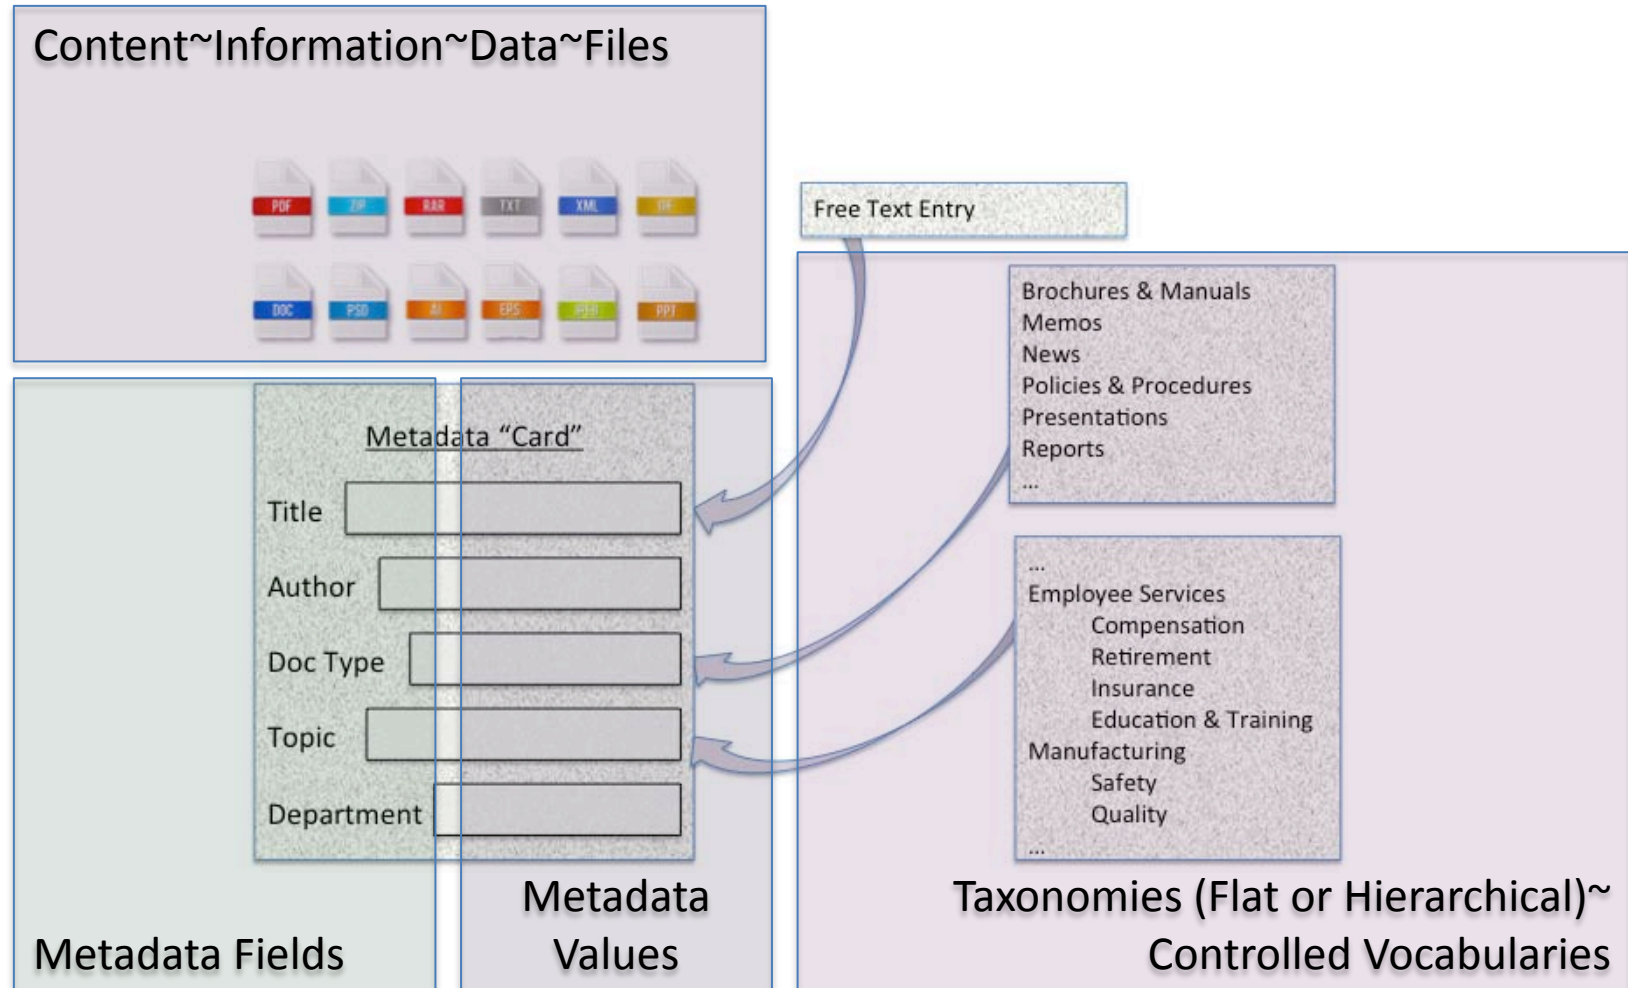 Content~Information~Data~Files
PDF ZIP RAR TXT XML
DOC PSD AI EPS PPT
Free Text Entry
Brochures & Manuals
Memos
News
Policies & Procedures
Presentations
Reports
...
Metadata “Card”
Title
Author
Doc Type
Topic
Department
...
Employee Services
Compensation
Retirement
Insurance
Education & Training
Manufacturing
Safety
Quality
...
Metadata Fields
Metadata
Values
Taxonomies (Flat or Hierarchical)~
Controlled Vocabularies